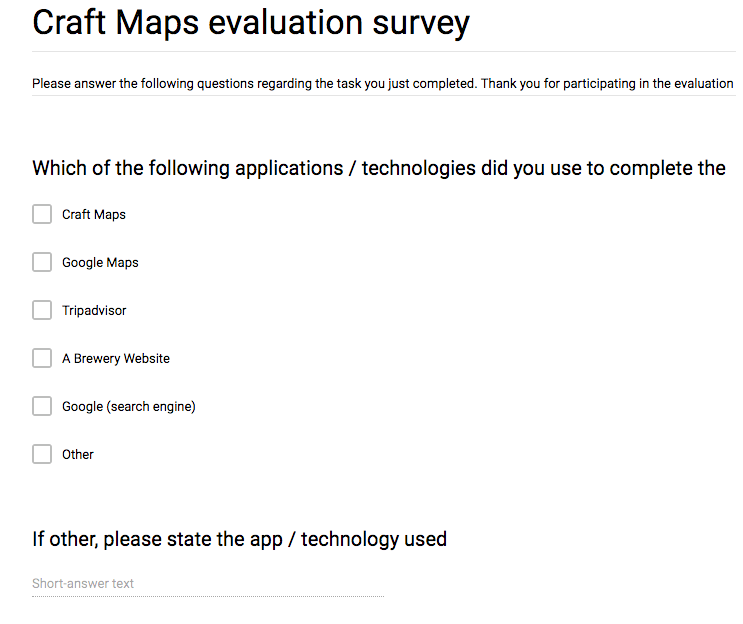 Craft Maps evaluation survey
Please answer the following questions regarding the task you just completed. Thank you for participating in the evaluation
Which of the following applications / technologies did you use to complete the
Craft Maps
Google Maps
Tripadvisor
A Brewery Website
Google (search engine)
Other
If other, please state the app / technology used
Short-answer text